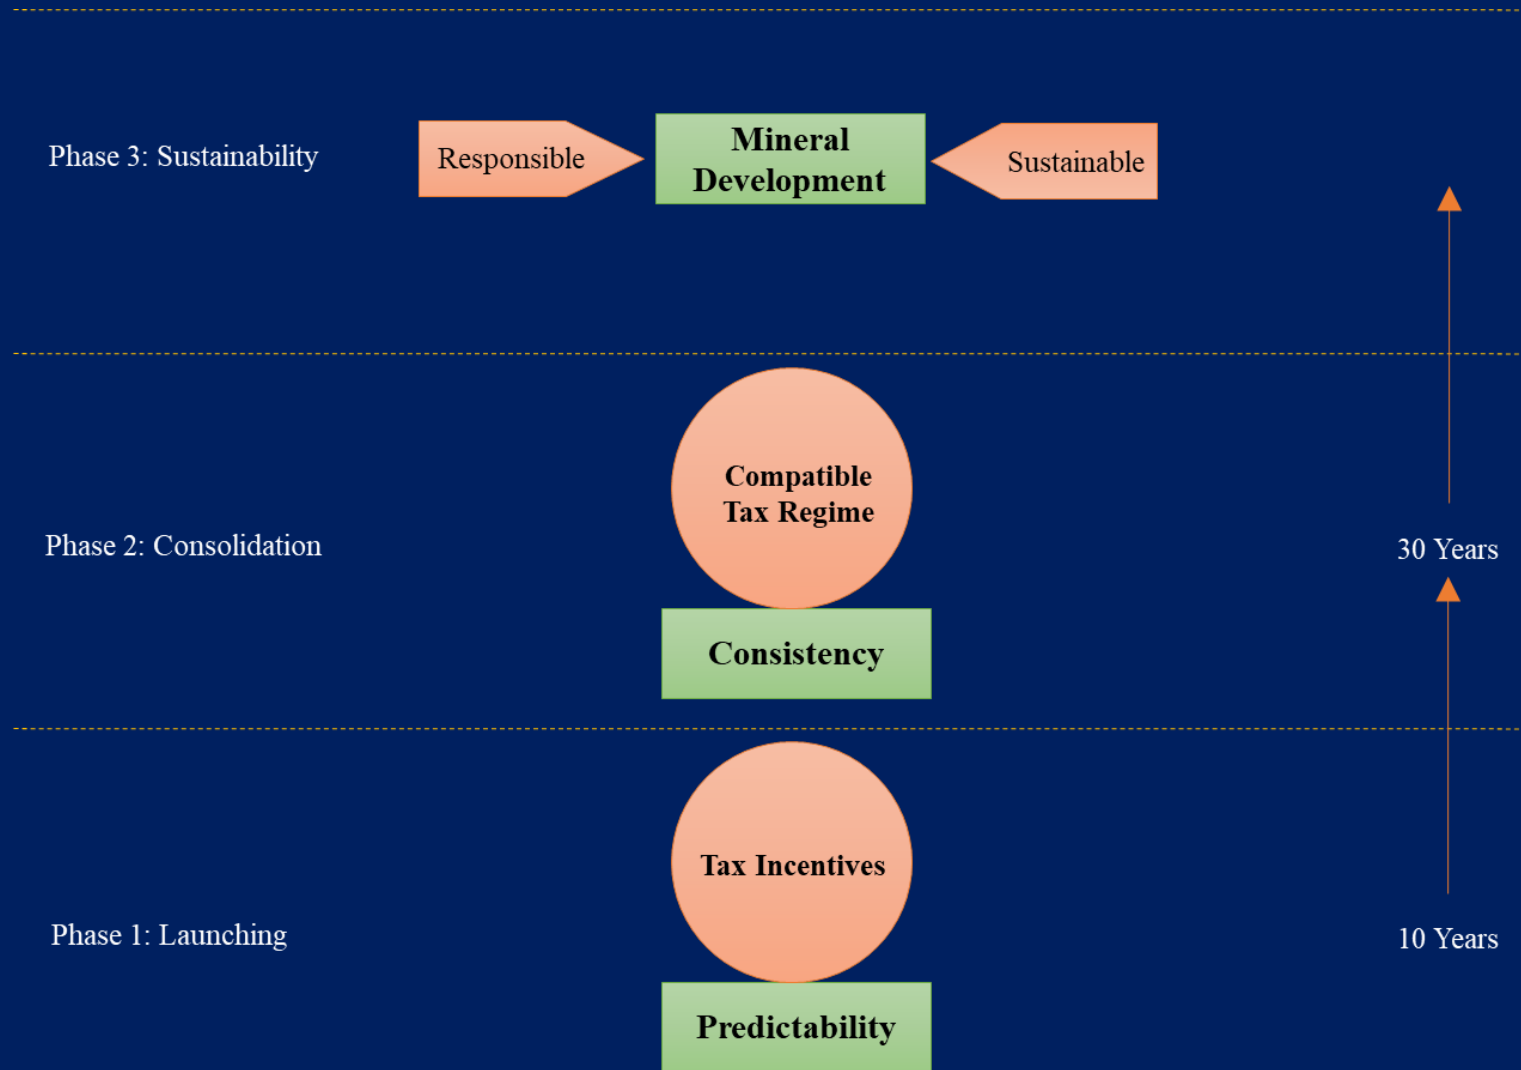 Phase 3: Sustainability
Responsible
Mineral
Development
Sustainable
Compatible
Tax Regime
Phase 2: Consolidation
30 Years
Consistency
Tax Incentives
Phase 1: Launching
10 Years
Predictability